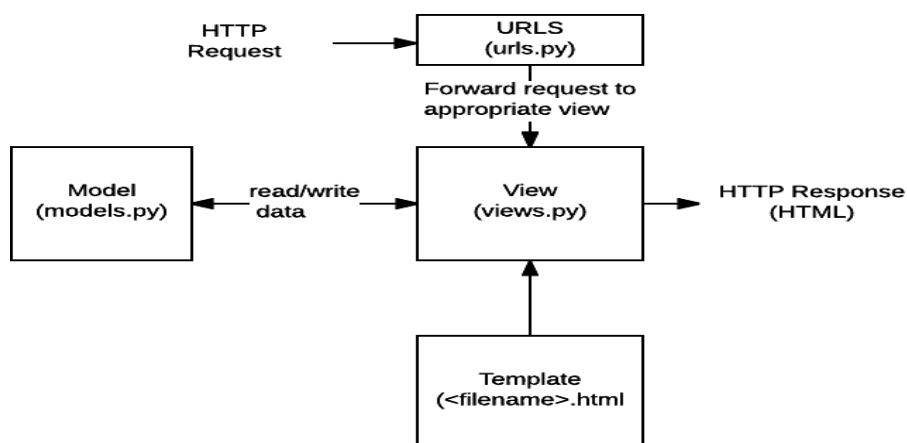 HTTP
Request
URLS
(urls.py)
Forward request to
appropriate view
Model
(models.py)
read/write
data
View
(views.py)
HTTP Response
(HTML)
Template
(<filename>.html